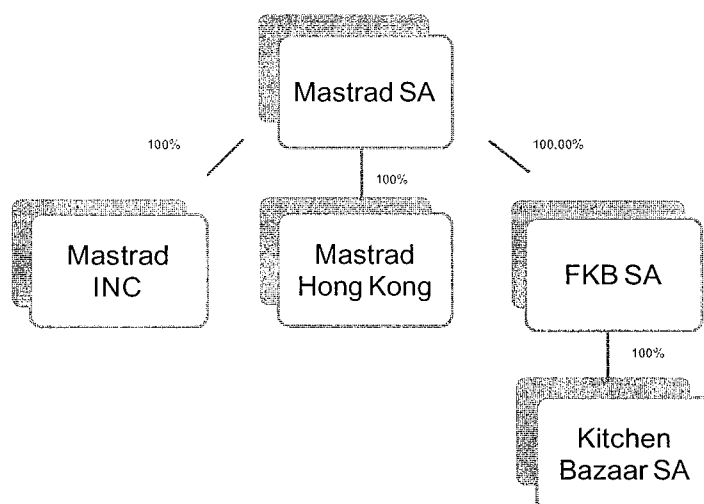 Mastrad SA
100%
100%
100.00%
Mastrad
INC
Mastrad
Hong Kong
FKB SA
100%
Kitchen
Bazaar SA